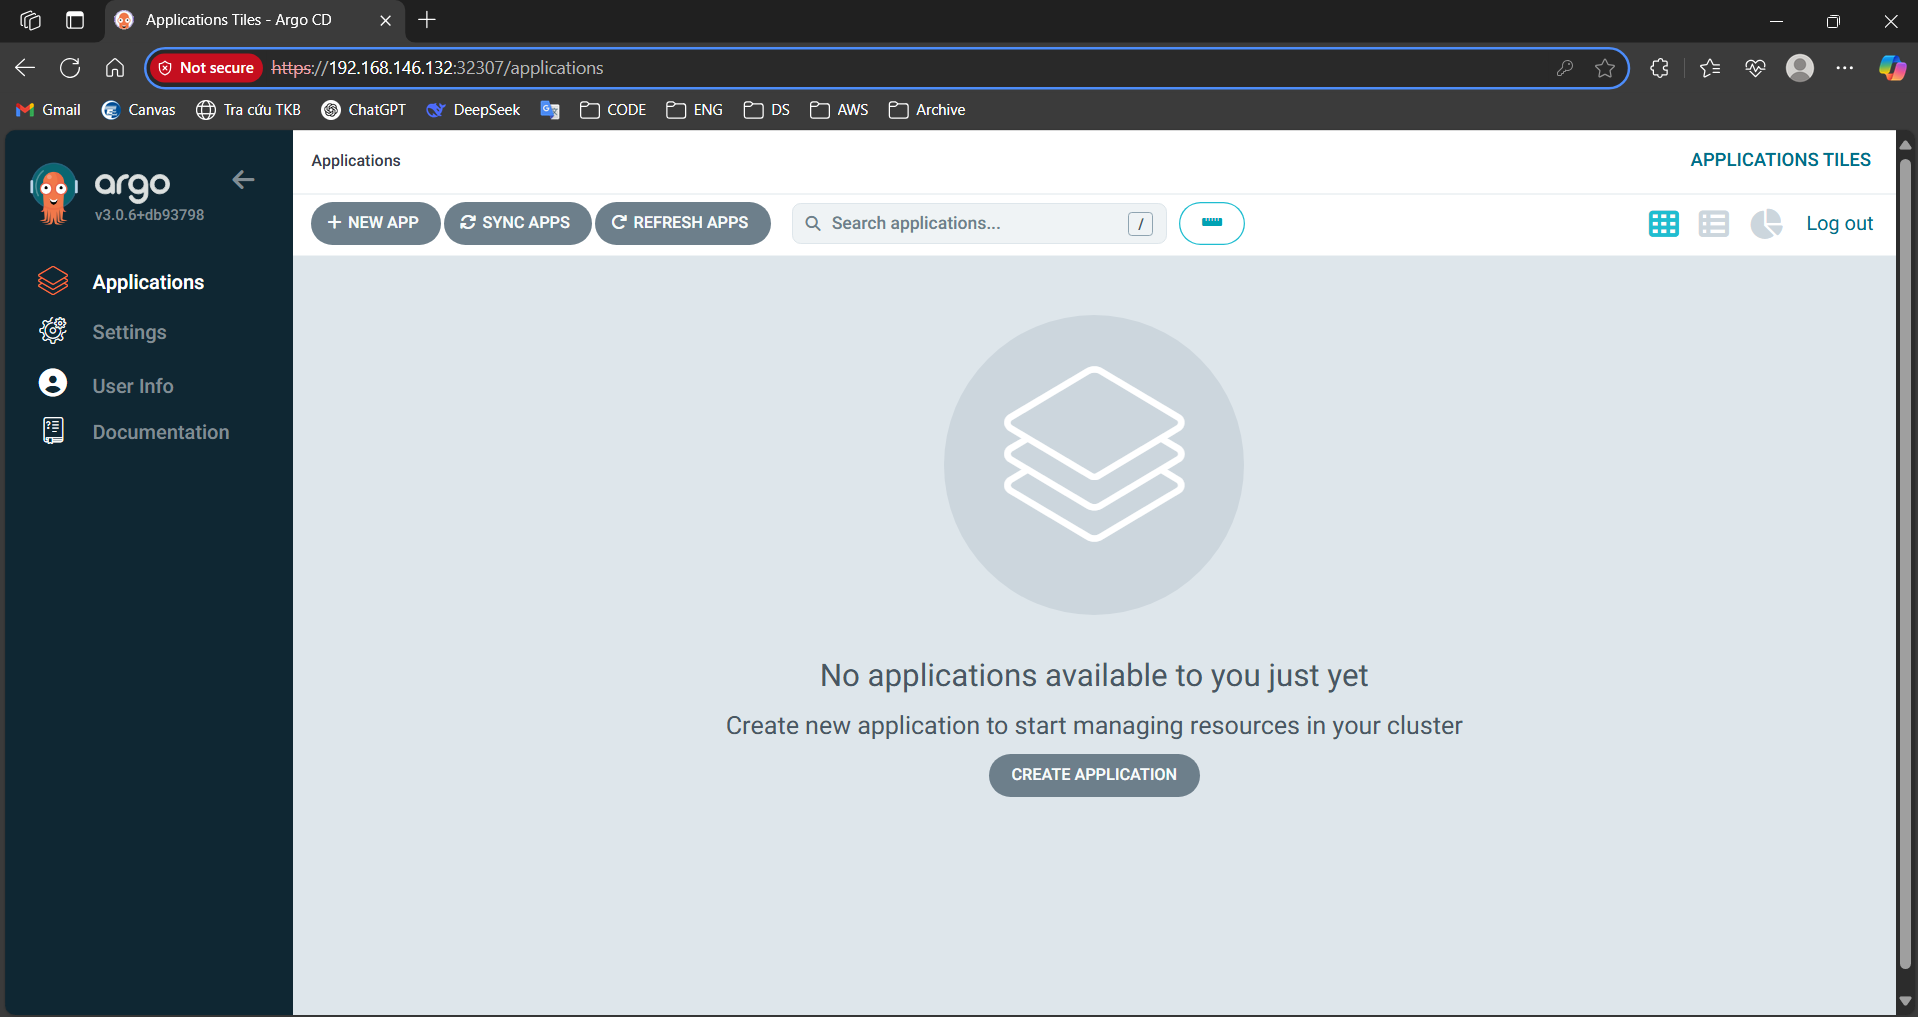 Applications Tiles - Argo CD
Not secure https://192.168.146.132:32307/applications
Gmail Canvas Tra cứu TKB ChatGPT DeepSeek CODE ENG DS AWS Archive
argo
v3.0.6+db93798
Applications
Settings
User Info
Documentation
Applications APPLICATIONS TILES
+ NEW APP SYNC APPS REFRESH APPS Search applications... / Log out
No applications available to you just yet
Create new application to start managing resources in your cluster
CREATE APPLICATION